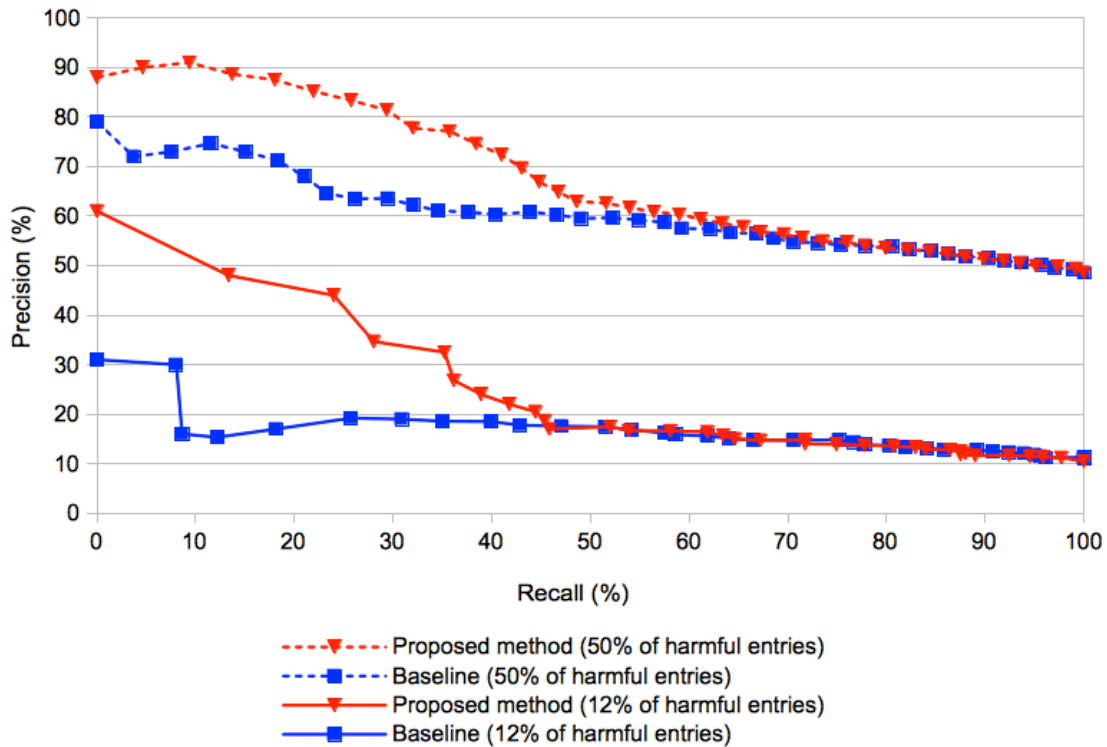 100
90
80
70
60
50
40
30
20
10
0
Precision (%)
0 10 20 30 40 50 60 70 80 90 100
Recall (%)
Proposed method (50% of harmful entries)
Baseline (50% of harmful entries)
Proposed method (12% of harmful entries)
Baseline (12% of harmful entries)